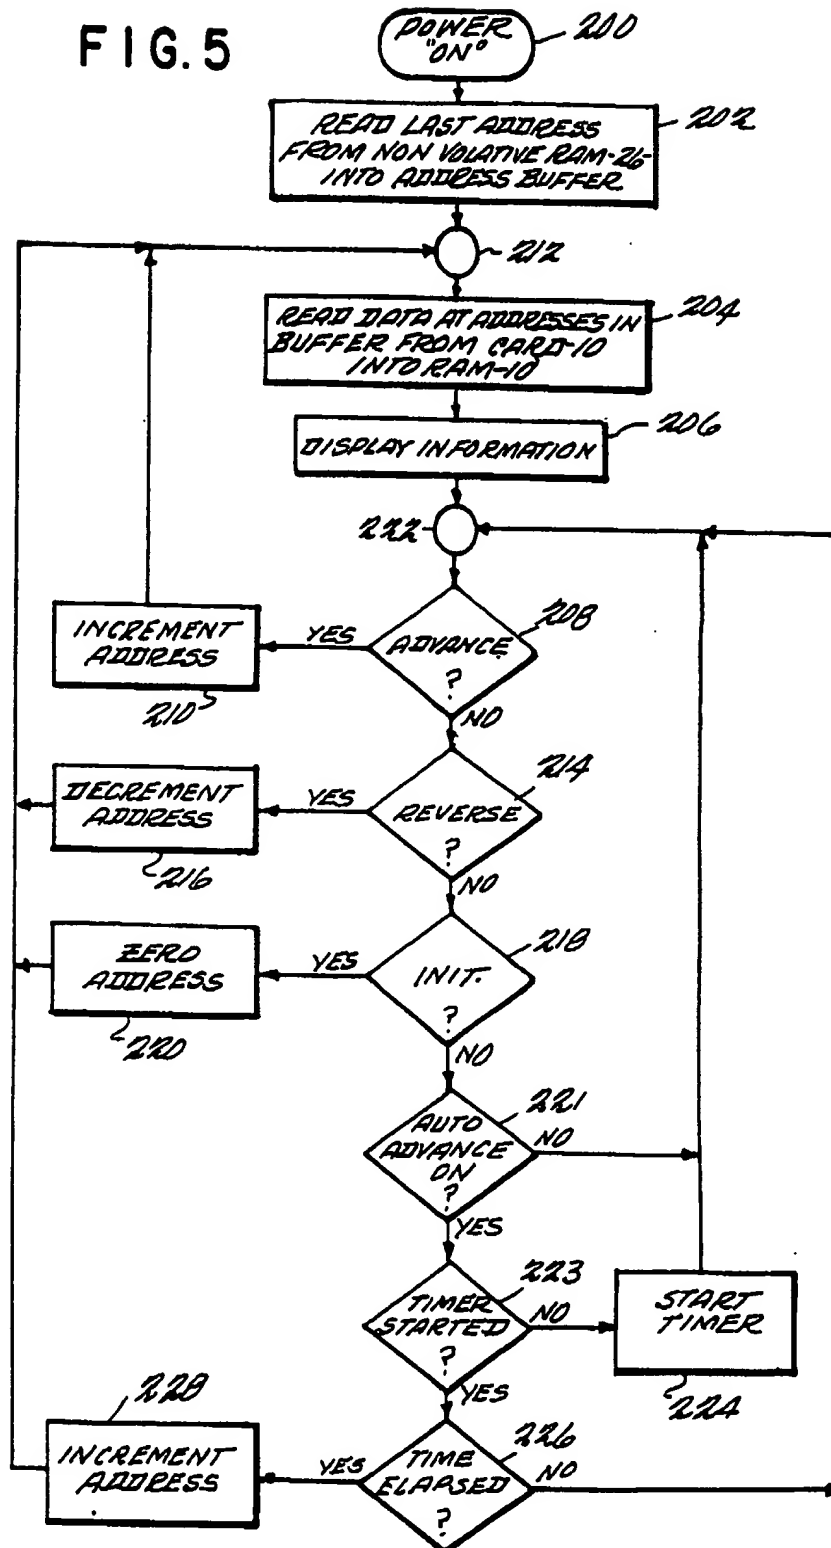 FIG. 5
POWER
"ON"
200
READ LAST ADDRESS
FROM NON VOLATIVE RAM-26-
INTO ADDRESS BUFFER
202
212
READ DATA AT ADDRESSES IN
BUFFER FROM CARD-10
INTO RAM-10
204
DISPLAY INFORMATION
206
222
ADVANCE
?
208
YES
INCREMENT
ADDRESS
210
NO
REVERSE
?
214
YES
DECREMENT
ADDRESS
216
NO
INIT.
?
218
YES
ZERO
ADDRESS
220
NO
AUTO
ADVANCE
ON
?
221
NO
YES
TIMER
STARTED
?
223
NO
START
TIMER
224
YES
TIME
ELAPSED
?
226
NO
YES
INCREMENT
ADDRESS
228